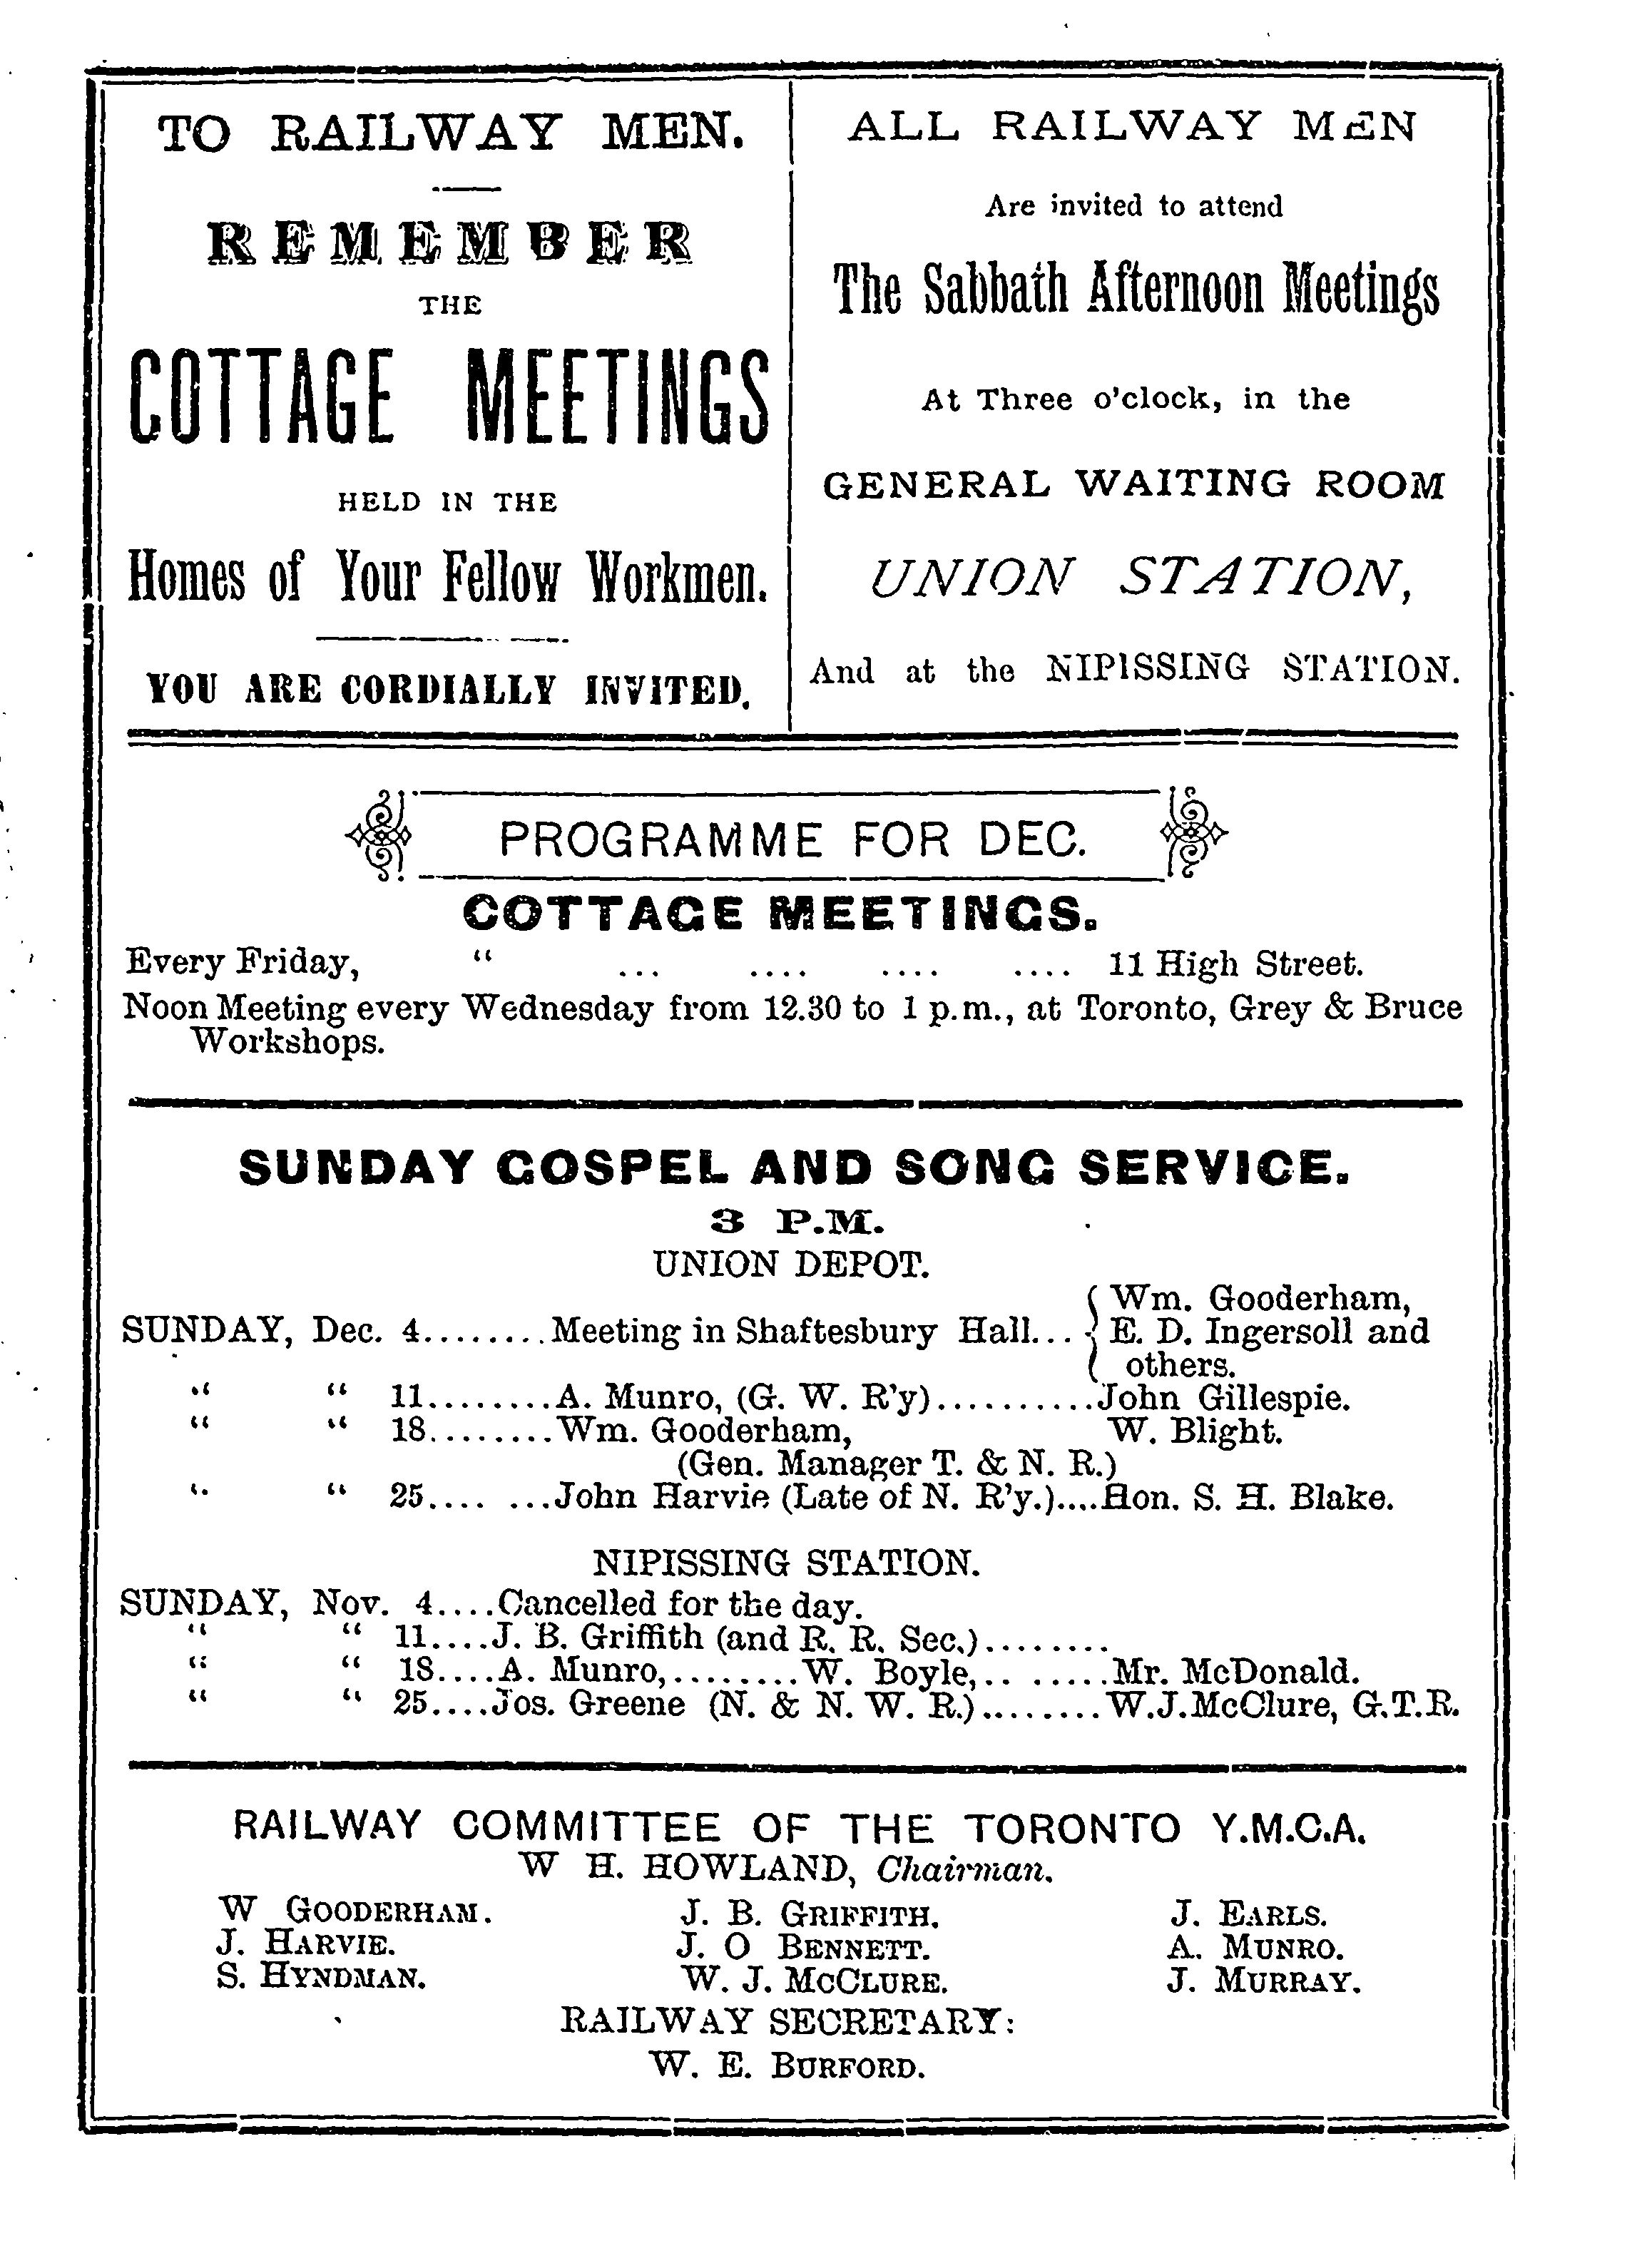 TO RAILWAY MEN.
REMEMBER
THE
COTTAGE MEETINGS
HELD IN THE
Homes of Your Fellow Workmen.
YOU ARE CORDIALLY INVITED.
ALL RAILWAY MEN
Are invited to attend
The Sabbath Afternoon Meetings
At Three o'clock, in the
GENERAL WAITING ROOM
UNION STATION,
And at the NIPISSING STATION.
PROGRAMME FOR DEC.
COTTAGE MEETINGS.
Every Friday, " ... .... .... .... 11 High Street.
Noon Meeting every Wednesday from 12.30 to 1 p.m., at Toronto, Grey & Bruce
Workshops.
SUNDAY GOSPEL AND SONG SERVICE.
3 P.M.
UNION DEPOT.
SUNDAY, Dec. 4........Meeting in Shaftesbury Hall... { Wm. Gooderham,
E. D. Ingersoll and
others.
" " 11........A. Munro, (G. W. R'y)..........John Gillespie.
" " 18........Wm. Gooderham, W. Blight.
(Gen. Manager T. & N. R.)
" " 25.... ...John Harvie (Late of N. R'y.)....Hon. S. H. Blake.
NIPISSING STATION.
SUNDAY, Nov. 4....Cancelled for the day.
" " 11....J. B. Griffith (and R. R. Sec.)........
" " 18....A. Munro,........W. Boyle,.. .....Mr. McDonald.
" " 25....Jos. Greene (N. & N. W. R.)........W.J.McClure, G.T.R.
RAILWAY COMMITTEE OF THE TORONTO Y.M.C.A.
W H. HOWLAND, Chairman.
W GOODERHAM. J. B. GRIFFITH. J. EARLS.
J. HARVIE. J. O BENNETT. A. MUNRO.
S. HYNDMAN. W. J. MCCLURE. J. MURRAY.
RAILWAY SECRETARY:
W. E. BURFORD.